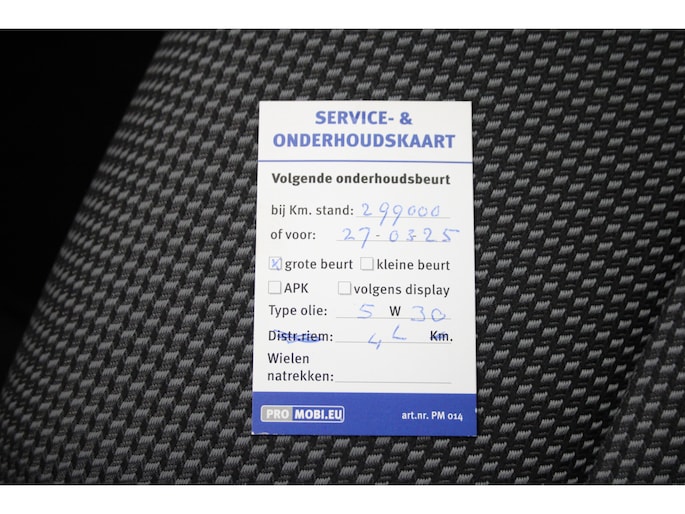 SERVICE- &
ONDERHOUDSKAART
Volgende onderhoudsbeurt
bij Km. stand: 299000
of voor: 27-03-25
grote beurt kleine beurt
APK volgens display
Type olie: 5 W 30
Distr.riem: 4 L Km.
Wielen
natrekken:
PRO MOBI.EU art.nr. PM 014